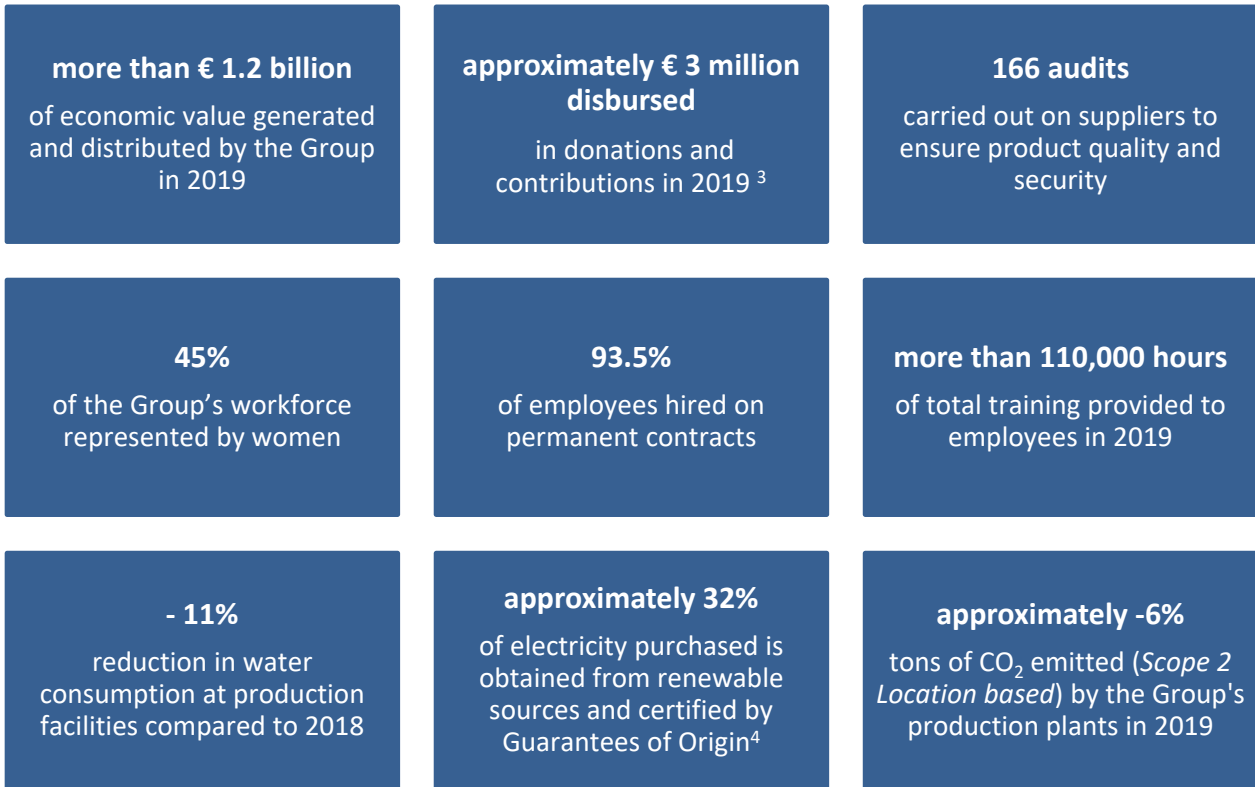 more than € 1.2 billion
of economic value generated
and distributed by the Group
in 2019
approximately € 3 million
disbursed
in donations and
contributions in 2019 ³
166 audits
carried out on suppliers to
ensure product quality and
security
45%
of the Group’s workforce
represented by women
93.5%
of employees hired on
permanent contracts
more than 110,000 hours
of total training provided to
employees in 2019
- 11%
reduction in water
consumption at production
facilities compared to 2018
approximately 32%
of electricity purchased is
obtained from renewable
sources and certified by
Guarantees of Origin⁴
approximately -6%
tons of CO₂ emitted (Scope 2
Location based) by the Group's
production plants in 2019